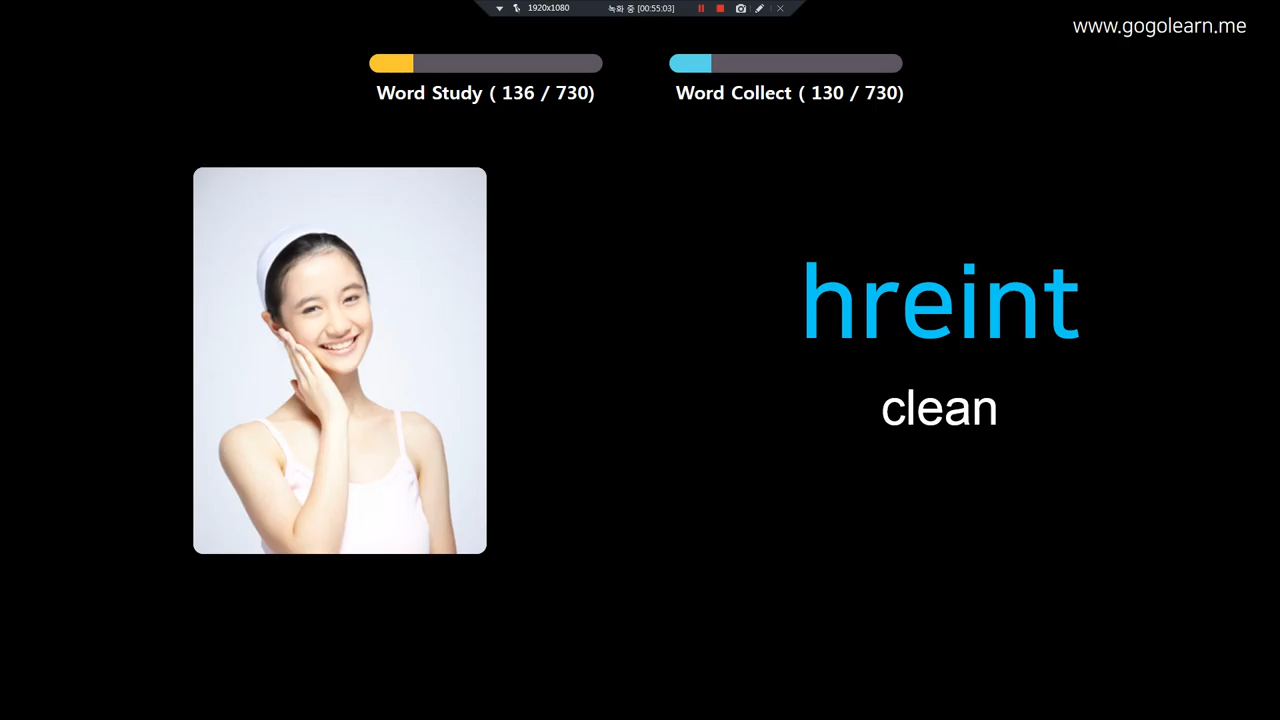 1920x1080 녹화 중 [00:55:03]
www.gogolearn.me
Word Study ( 136 / 730)
Word Collect ( 130 / 730)
hreint
clean